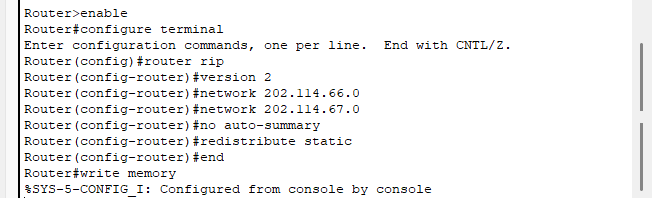 Router>enable
Router#configure terminal
Enter configuration commands, one per line.  End with CNTL/Z.
Router(config)#router rip
Router(config-router)#version 2
Router(config-router)#network 202.114.66.0
Router(config-router)#network 202.114.67.0
Router(config-router)#no auto-summary
Router(config-router)#redistribute static
Router(config-router)#end
Router#write memory
%SYS-5-CONFIG_I: Configured from console by console